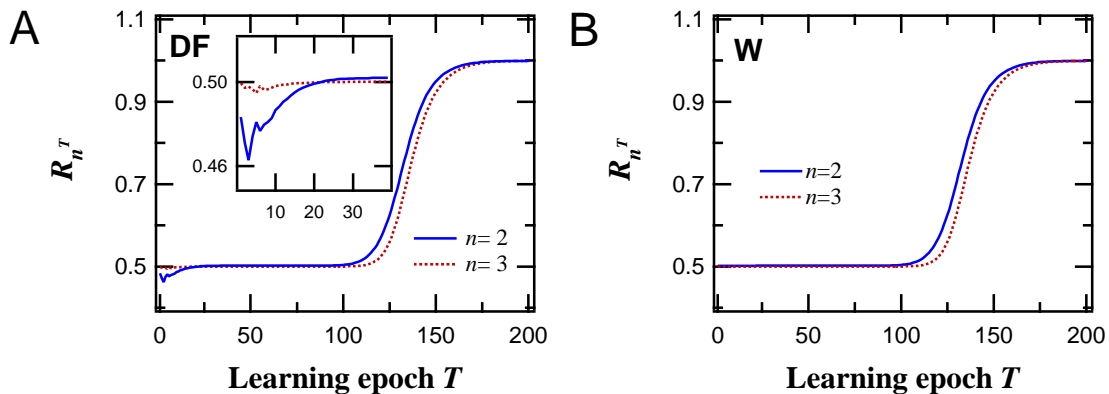 A
DF
1.1
0.9
0.7
0.5
R_n^T
0.50
0.46
10 20 30
n= 2
n= 3
0 50 100 150 200
Learning epoch T
B
W
1.1
0.9
0.7
0.5
R_n^T
n=2
n=3
0 50 100 150 200
Learning epoch T